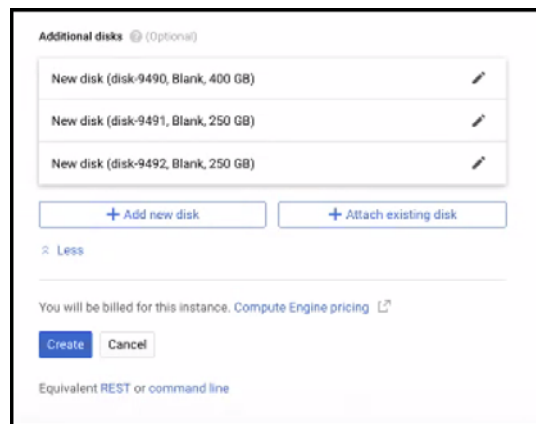 Additional disks (Optional)
New disk (disk-9490, Blank, 400 GB)
New disk (disk-9491, Blank, 250 GB)
New disk (disk-9492, Blank, 250 GB)
+ Add new disk
+ Attach existing disk
Less
You will be billed for this instance. Compute Engine pricing
Create
Cancel
Equivalent REST or command line